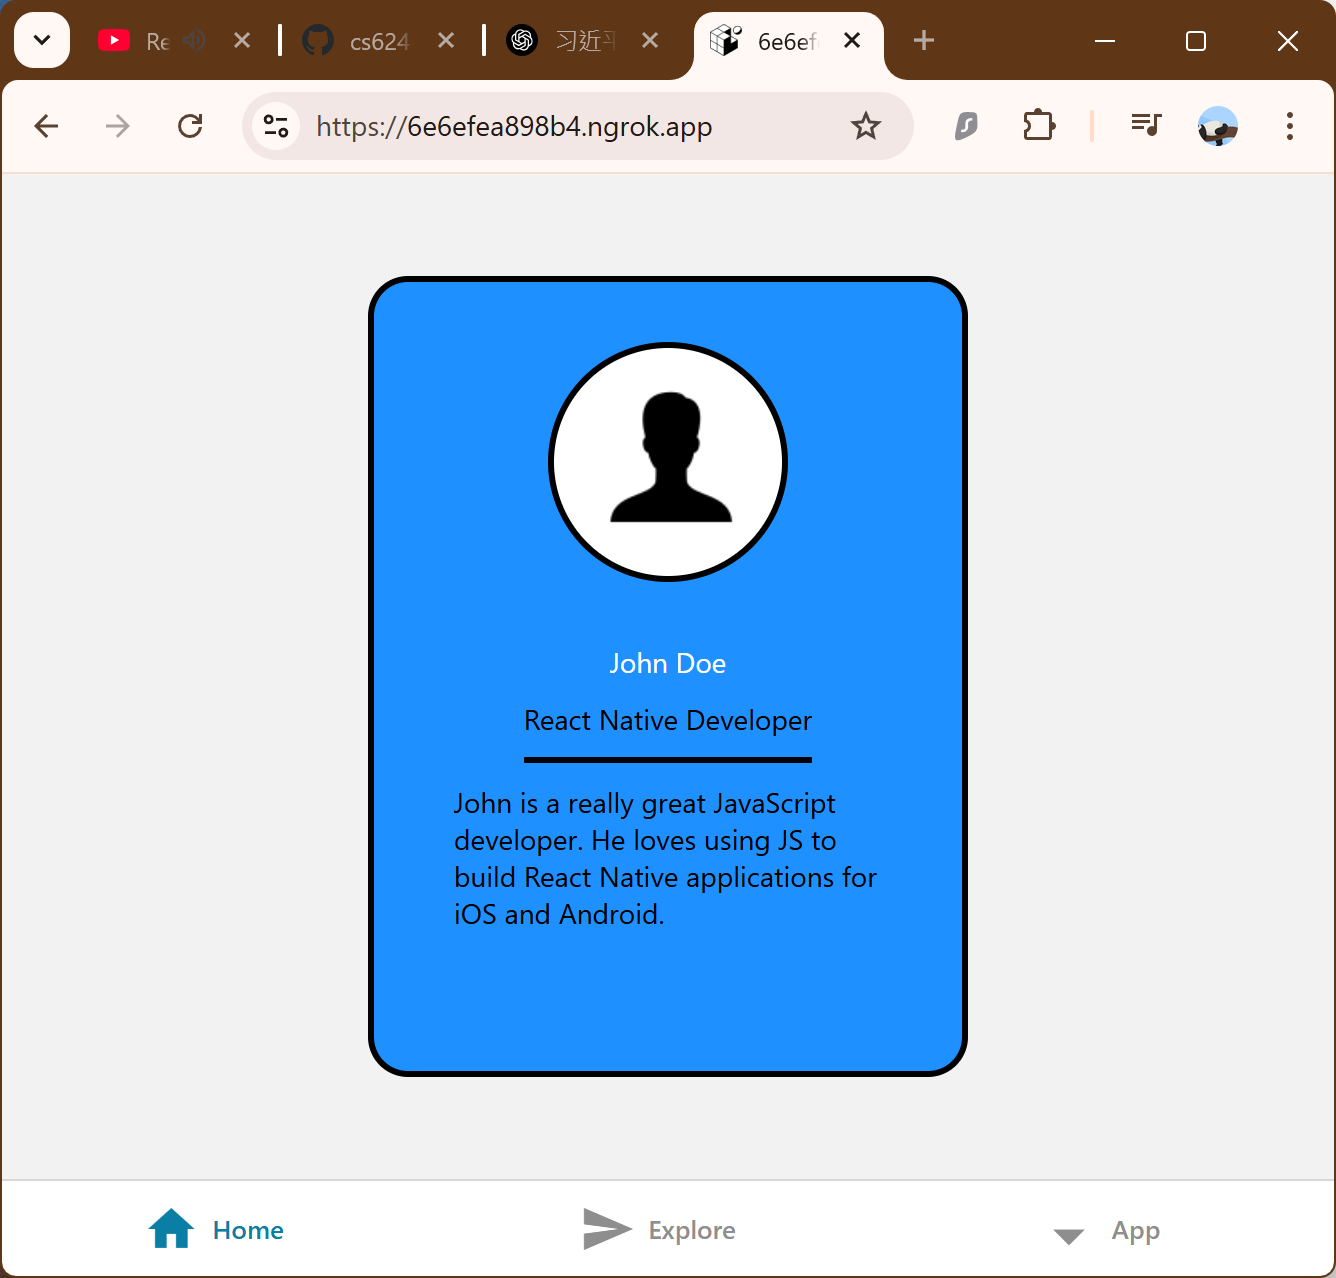 Re
cs624
习近平
6e6ef
https://6e6efea898b4.ngrok.app
John Doe
React Native Developer
John is a really great JavaScript
developer. He loves using JS to
build React Native applications for
iOS and Android.
Home
Explore
App